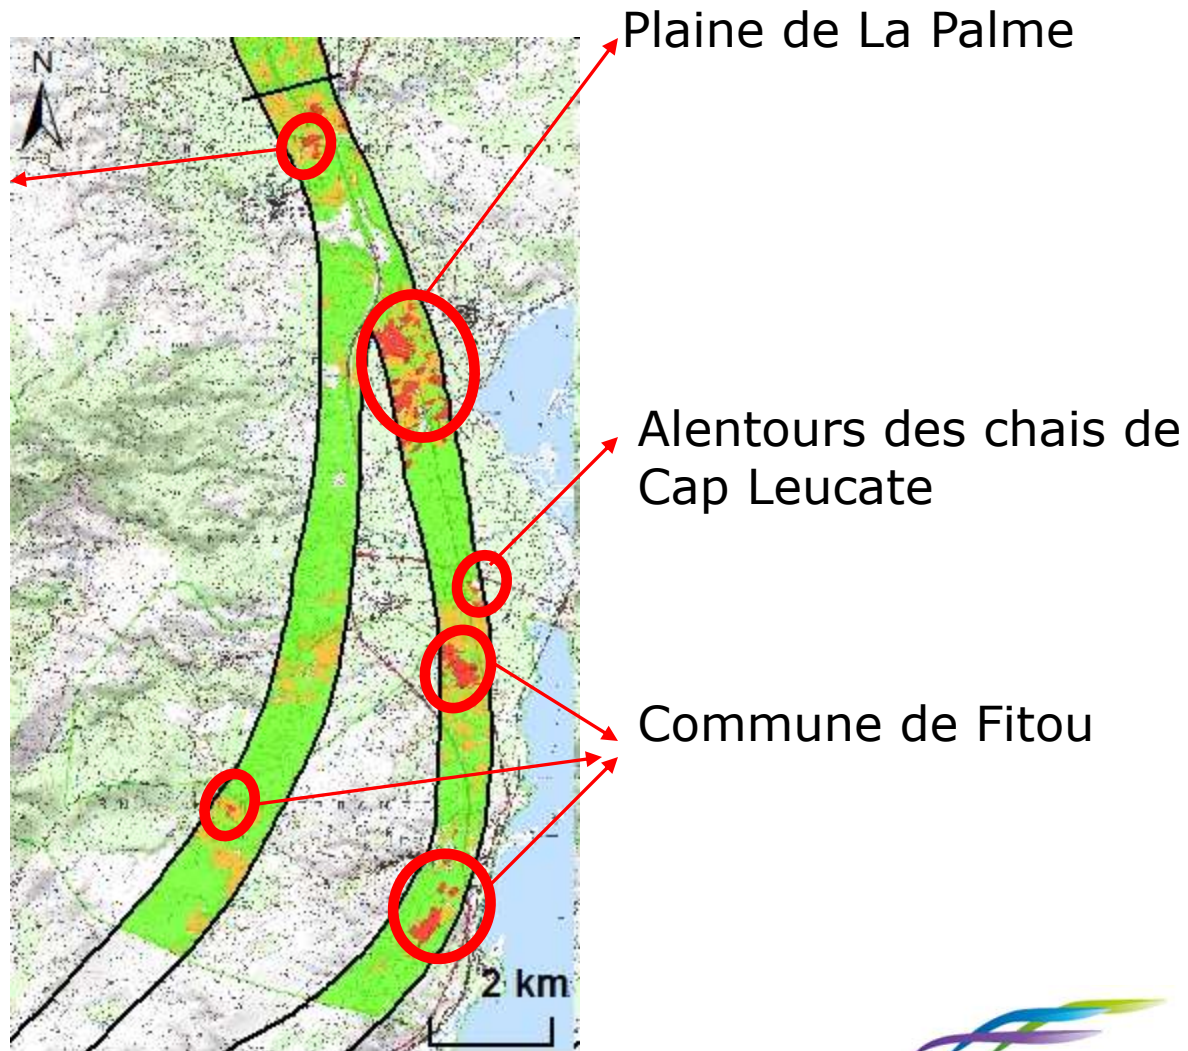 Plaine de La Palme
N
Alentours des chais de
Cap Leucate
Commune de Fitou
2 km